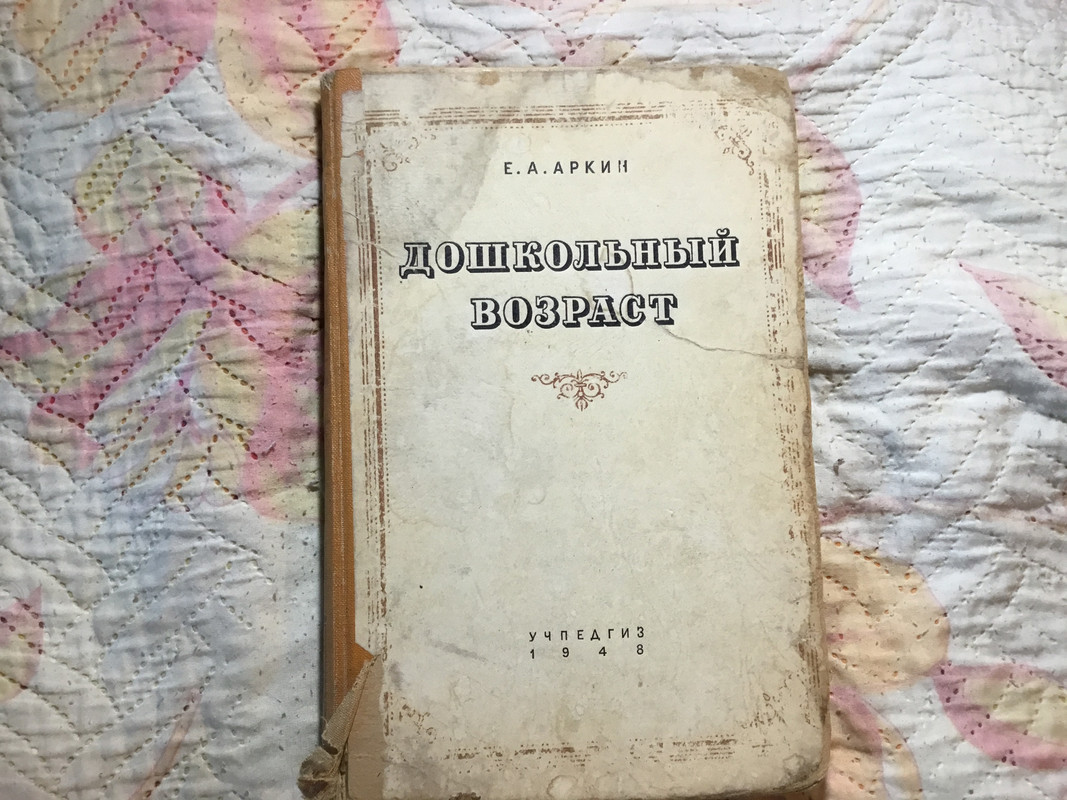 Е. А. АРКИН
ДОШКОЛЬНЫЙ
ВОЗРАСТ
УЧПЕДГИЗ
1948